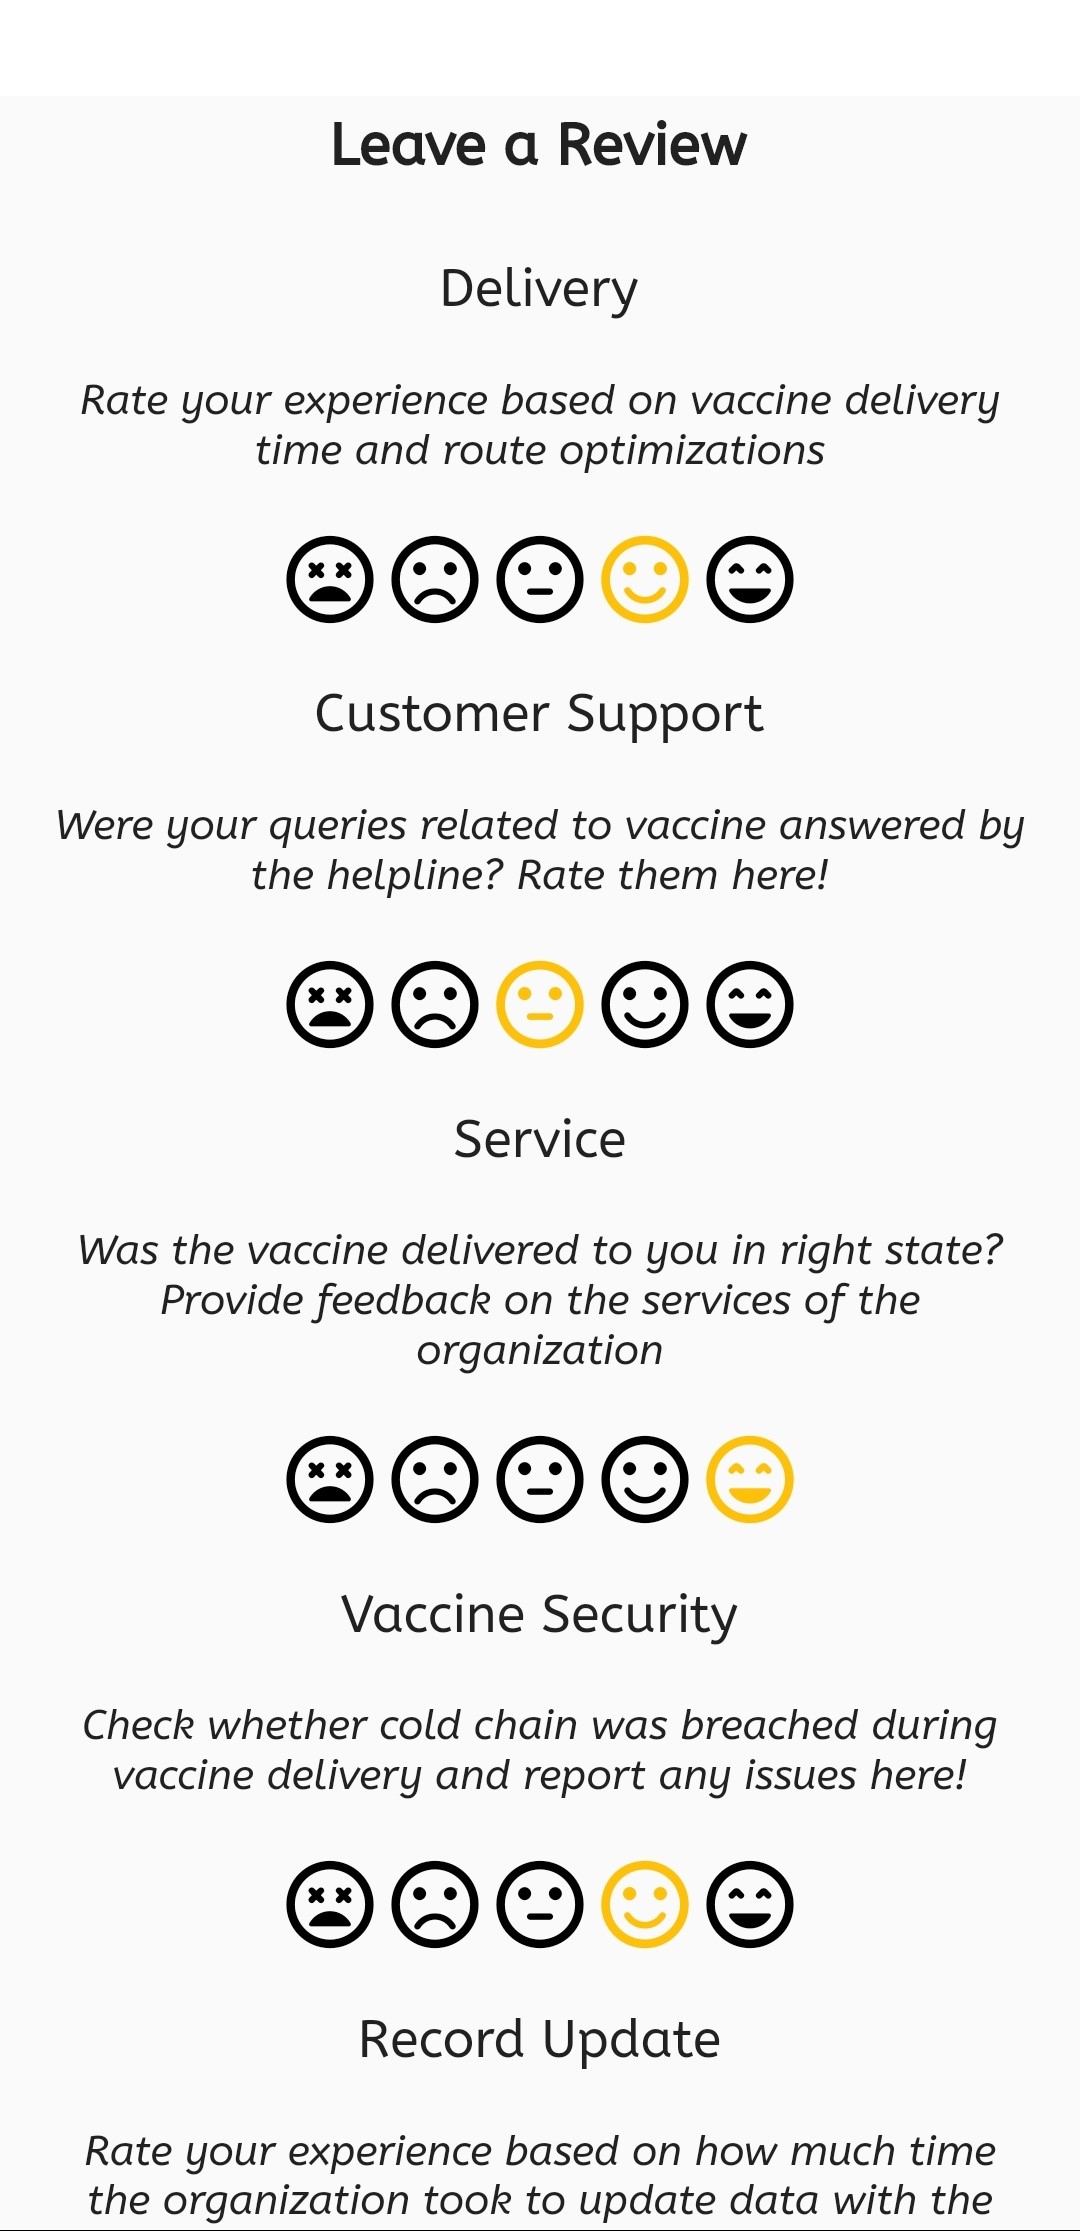 Leave a Review
Delivery
Rate your experience based on vaccine delivery
time and route optimizations
Customer Support
Were your queries related to vaccine answered by
the helpline? Rate them here!
Service
Was the vaccine delivered to you in right state?
Provide feedback on the services of the
organization
Vaccine Security
Check whether cold chain was breached during
vaccine delivery and report any issues here!
Record Update
Rate your experience based on how much time
the organization took to update data with the